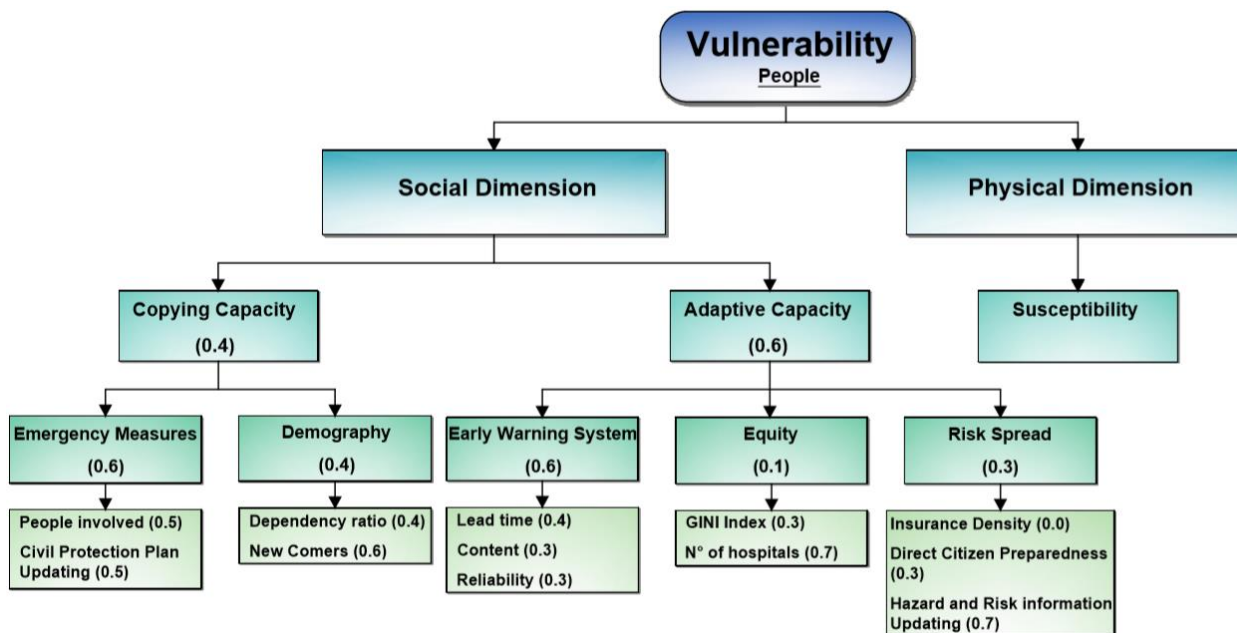 Vulnerability
People
Social Dimension
Physical Dimension
Copying Capacity
(0.4)
Adaptive Capacity
(0.6)
Susceptibility
Emergency Measures
(0.6)
Demography
(0.4)
Early Warning System
(0.6)
Equity
(0.1)
Risk Spread
(0.3)
People involved (0.5)
Civil Protection Plan
Updating (0.5)
Dependency ratio (0.4)
New Comers (0.6)
Lead time (0.4)
Content (0.3)
Reliability (0.3)
GINI Index (0.3)
N° of hospitals (0.7)
Insurance Density (0.0)
Direct Citizen Preparedness
(0.3)
Hazard and Risk information
Updating (0.7)